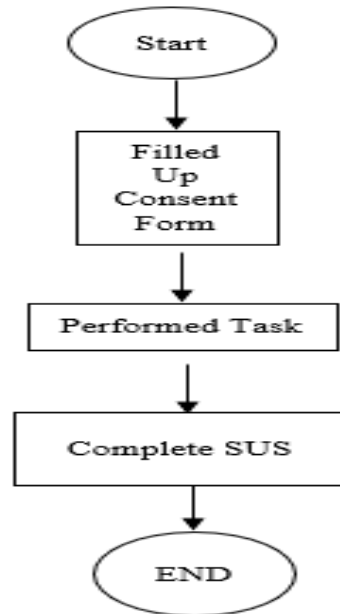 Start
Filled
Up
Consent
Form
Performed Task
Complete SUS
END